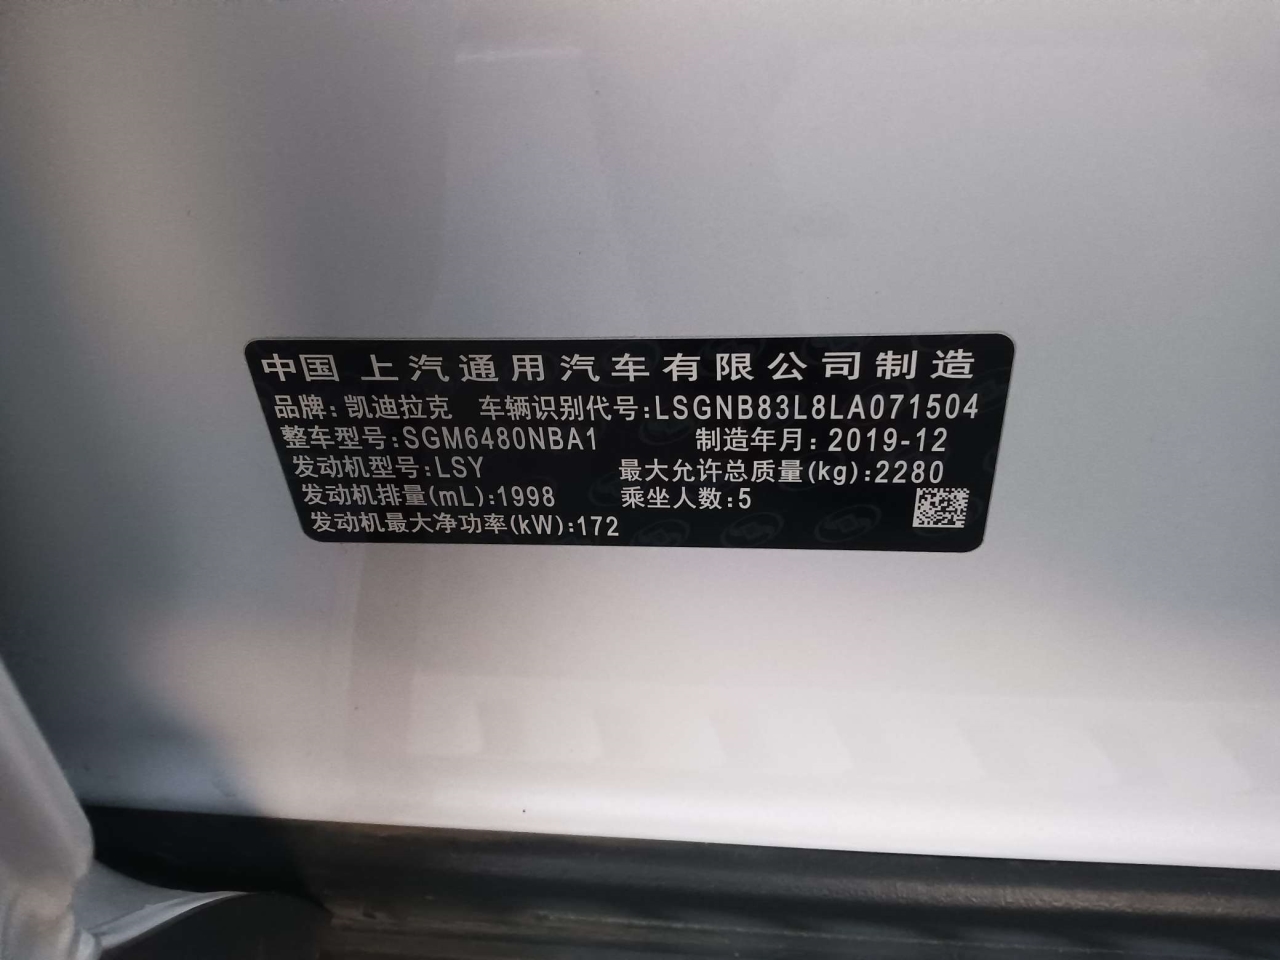 中国 上汽通用汽车有限公司制造
品牌: 凯迪拉克 车辆识别代号:LSGNB83L8LA071504
整车型号:SGM6480NBA1 制造年月: 2019-12
发动机型号:LSY 最大允许总质量(kg):2280
发动机排量(mL):1998 乘坐人数:5
发动机最大净功率(kW):172